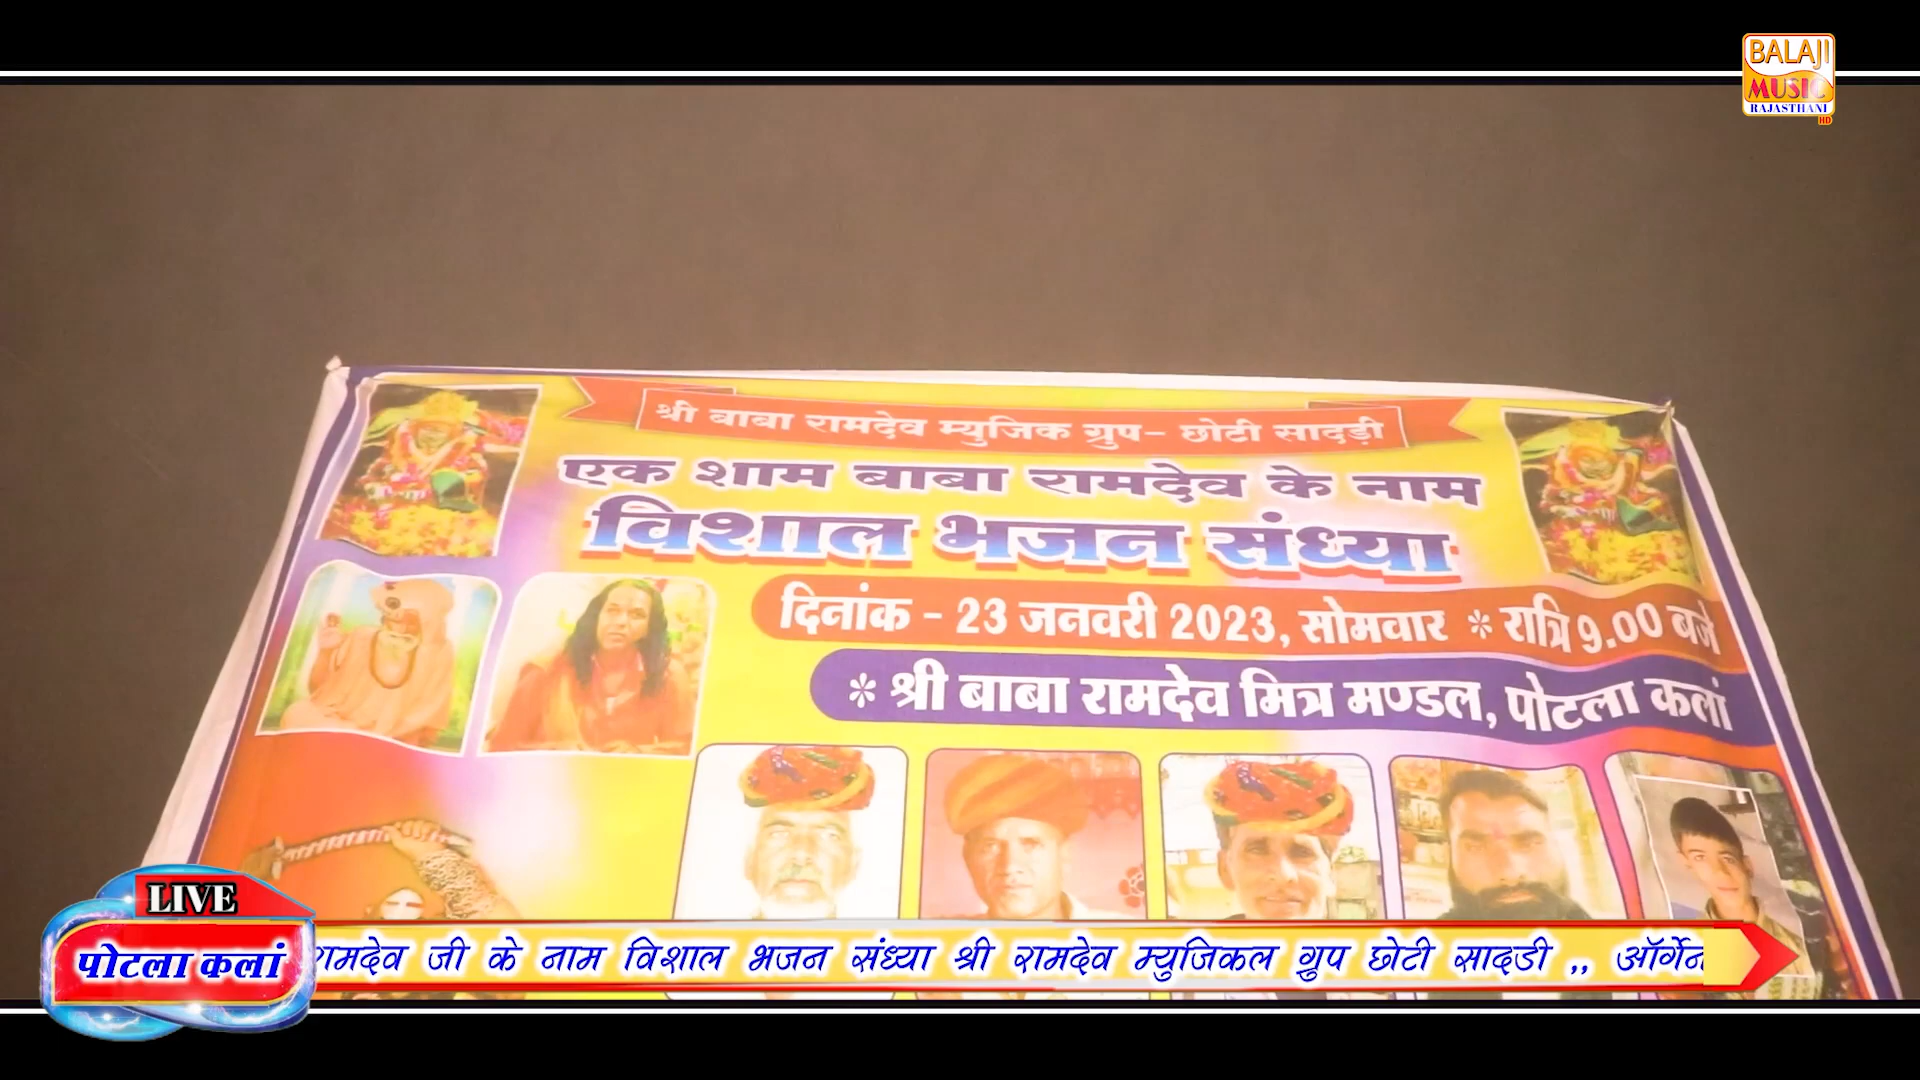 BALAJI
MUSIC
RAJASTHANI
HD
श्री बाबा रामदेव म्युजिक ग्रुप- छोटी सादड़ी
एक शाम बाबा रामदेव के नाम
विशाल भजन संध्या
दिनांक - 23 जनवरी 2023, सोमवार * रात्रि 9.00 बजे
* श्री बाबा रामदेव मित्र मण्डल, पोटला कलां
LIVE
पोटला कलां
रामदेव जी के नाम विशाल भजन संध्या श्री रामदेव म्युजिकल ग्रुप छोटी सादडी ,,